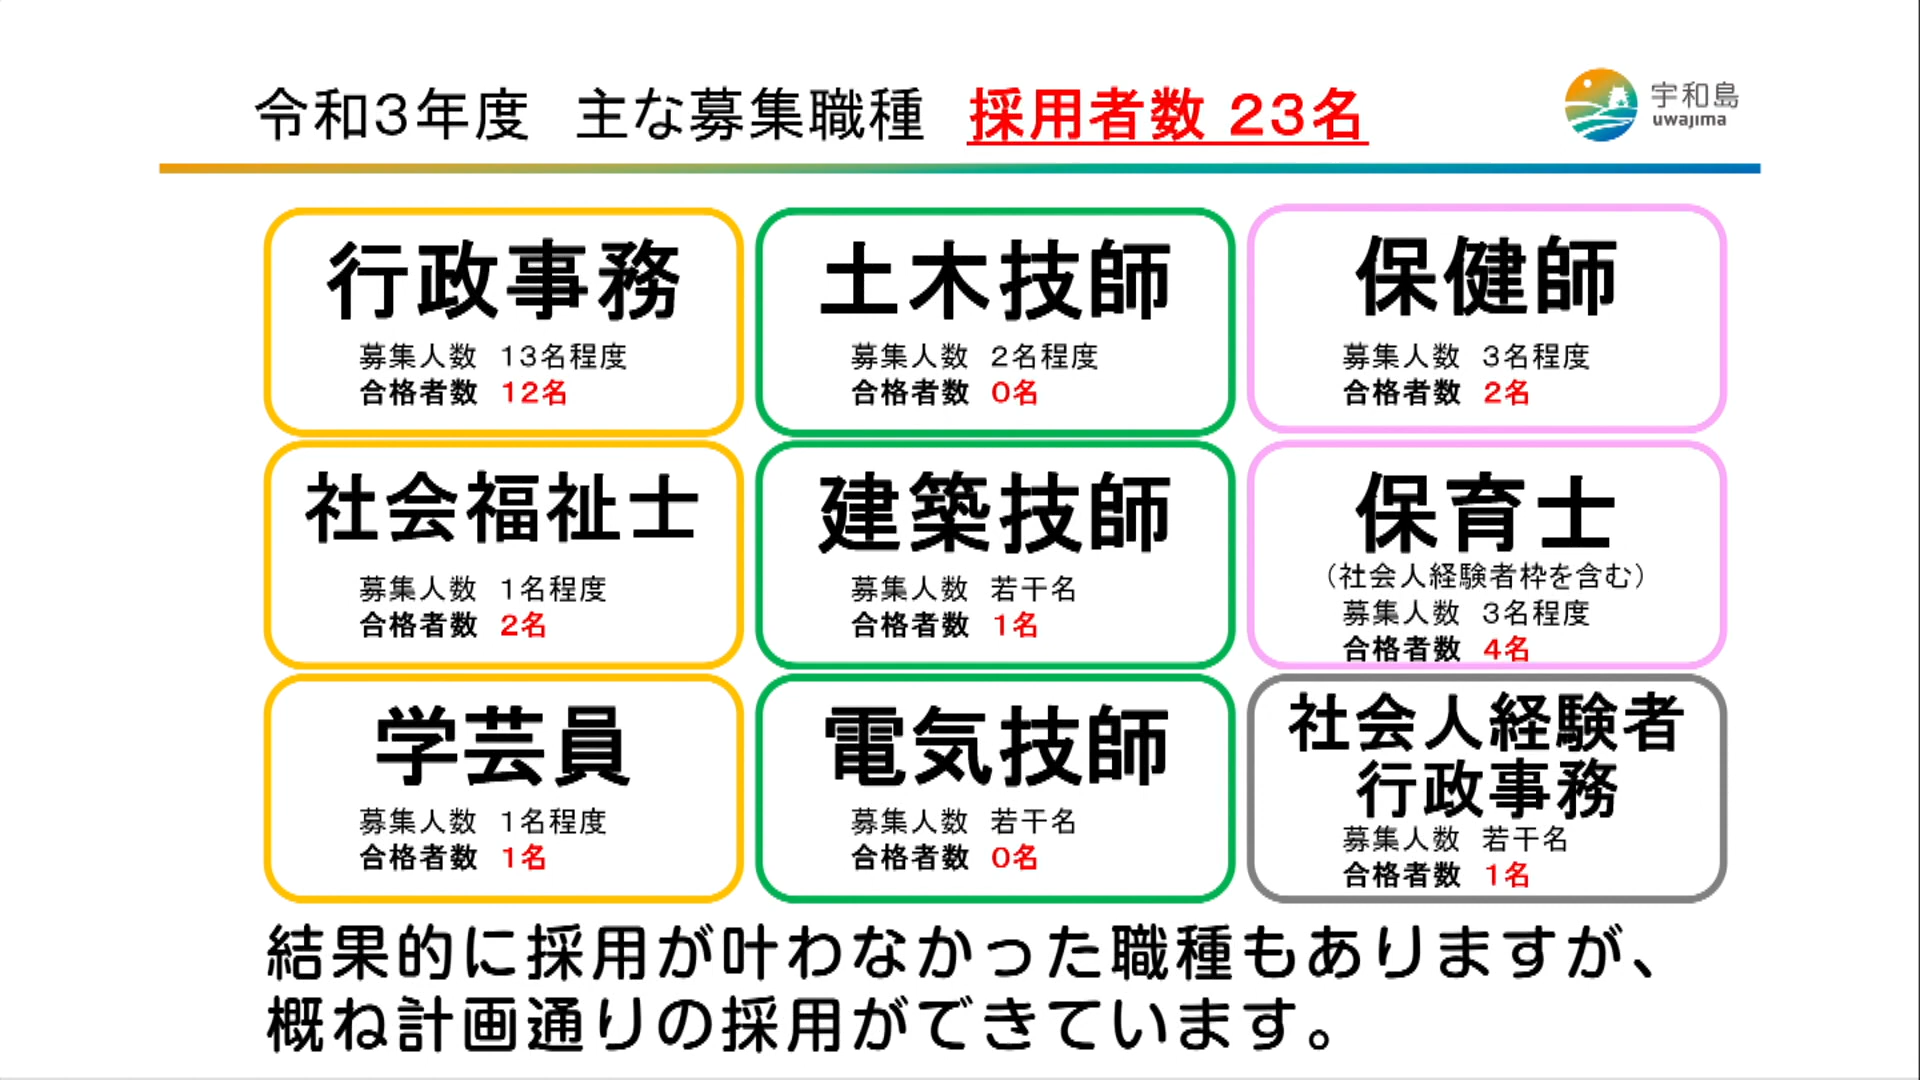 令和3年度　主な募集職種　採用者数 23名
宇和島
uwajima
行政事務
募集人数　13名程度
合格者数　12名
土木技師
募集人数　2名程度
合格者数　0名
保健師
募集人数　3名程度
合格者数　2名
社会福祉士
募集人数　1名程度
合格者数　2名
建築技師
募集人数　若干名
合格者数　1名
保育士
（社会人経験者枠を含む）
募集人数　3名程度
合格者数　4名
学芸員
募集人数　1名程度
合格者数　1名
電気技師
募集人数　若干名
合格者数　0名
社会人経験者
行政事務
募集人数　若干名
合格者数　1名
結果的に採用が叶わなかった職種もありますが、
概ね計画通りの採用ができています。